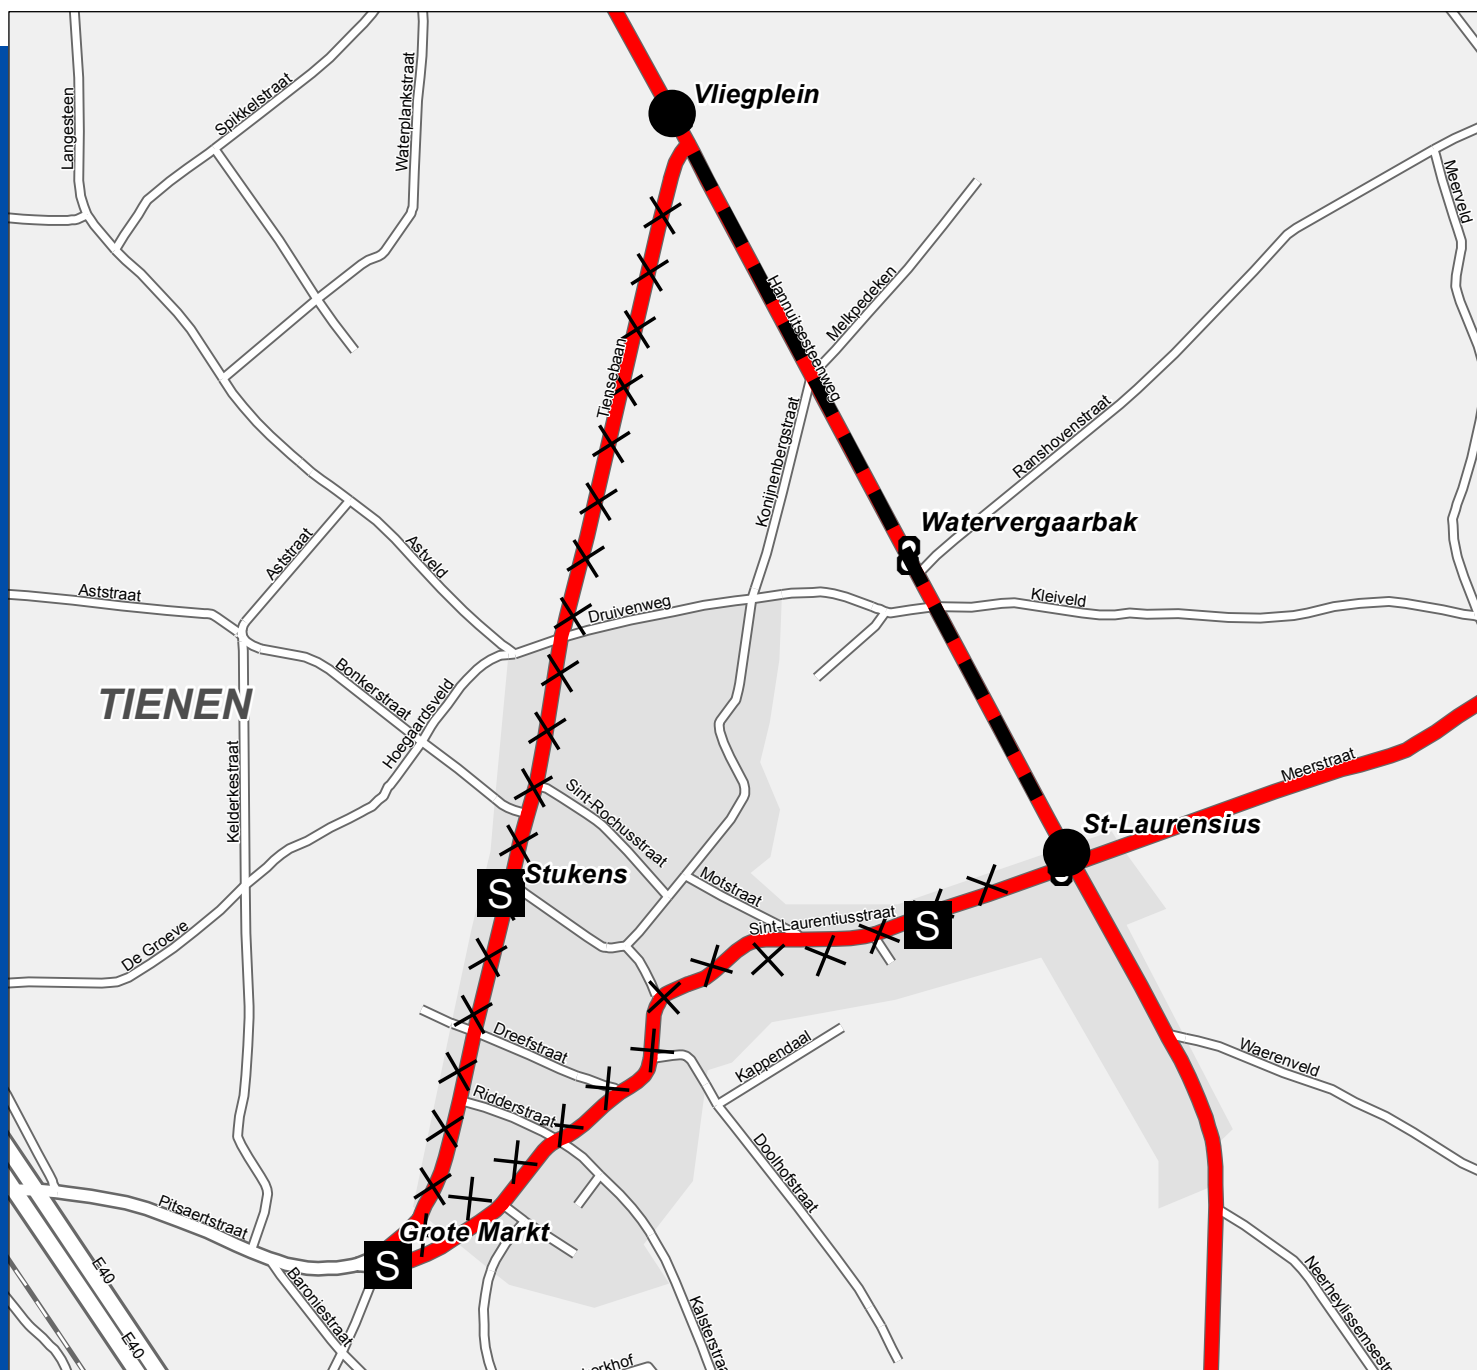 Vliegplein
Spikkelstraat
Waterplankstraat
Langesteen
Meerveld
Melkpedeken
Hannuitsesteenweg
Tiensebaan
Konijnenbergstraat
Ranshovenstraat
Watervergaarbak
Aststraat
Astveld
Aststraat
Druivenweg
Kleiveld
Bonkerstraat
TIENEN
Hoegaardsveld
Kelderkestraat
Meerstraat
Sint-Rochusstraat
St-Laurensius
Stukens
S
Motstraat
Sint-Laurentiusstraat
S
De Groeve
Dreefstraat
Kappendaal
Waerenveld
Ridderstraat
Doolhofstraat
Pitsaertstraat
Grote Markt
S
E40
Baroniestraat
Kalsterstraa
Neerheylissemsestr
E40